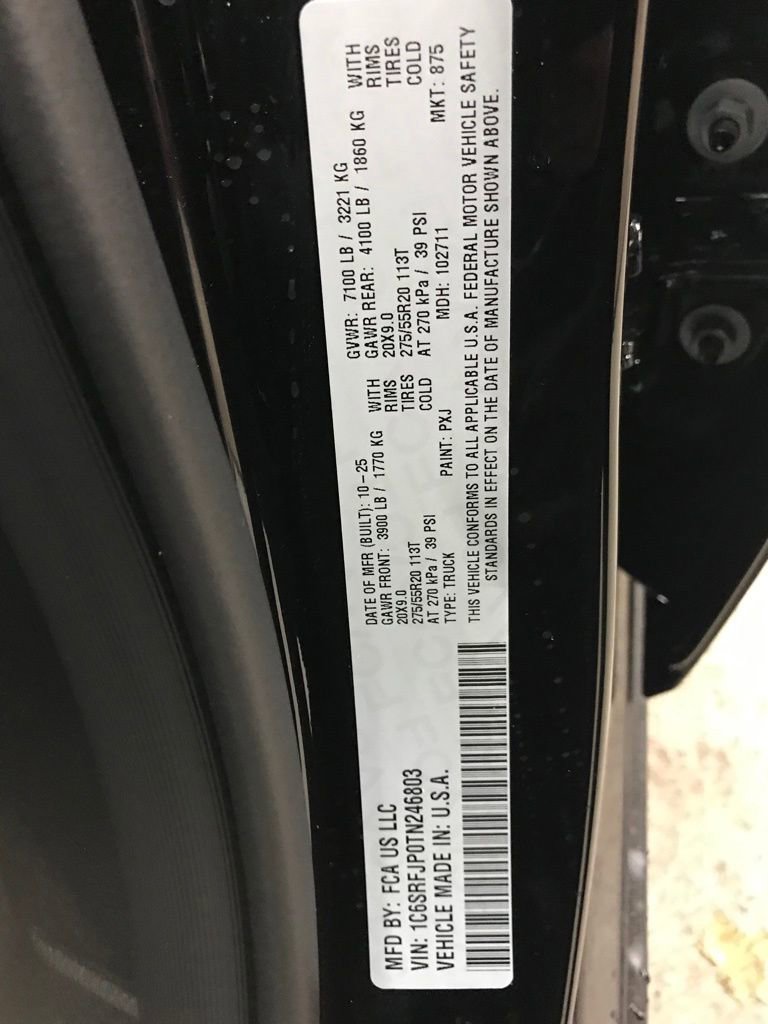 MFD BY: FCA US LLC
VIN: 1C6SRFJP0TN246803
VEHICLE MADE IN: U.S.A.
DATE OF MFR (BUILT): 10-25
GAWR FRONT: 3900 LB / 1770 KG WITH
20X9.0 RIMS
275/55R20 113T TIRES
AT 270 kPa / 39 PSI COLD
TYPE: TRUCK PAINT: PXJ
GVWR: 7100 LB / 3221 KG
GAWR REAR: 4100 LB / 1860 KG WITH
20X9.0 RIMS
275/55R20 113T TIRES
AT 270 kPa / 39 PSI COLD
MDH: 102711 MKT: 875
THIS VEHICLE CONFORMS TO ALL APPLICABLE U.S.A. FEDERAL MOTOR VEHICLE SAFETY
STANDARDS IN EFFECT ON THE DATE OF MANUFACTURE SHOWN ABOVE.